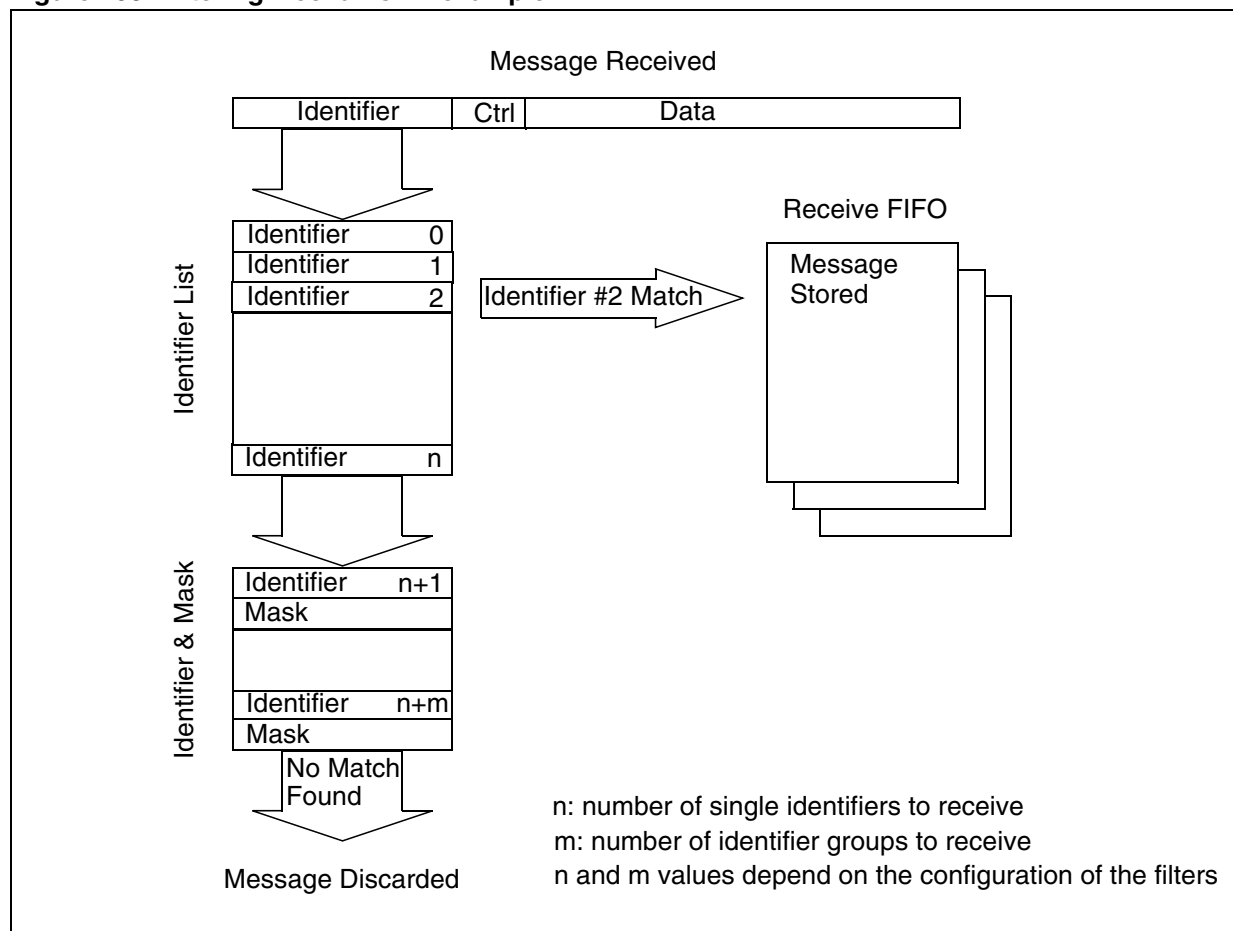 Message Received
Identifier Ctrl Data
Receive FIFO
Identifier List
Identifier 0
Identifier 1
Identifier 2
Identifier #2 Match
Message
Stored
Identifier n
Identifier & Mask
Identifier n+1
Mask
Identifier n+m
Mask
No Match
Found
Message Discarded
n: number of single identifiers to receive
m: number of identifier groups to receive
n and m values depend on the configuration of the filters